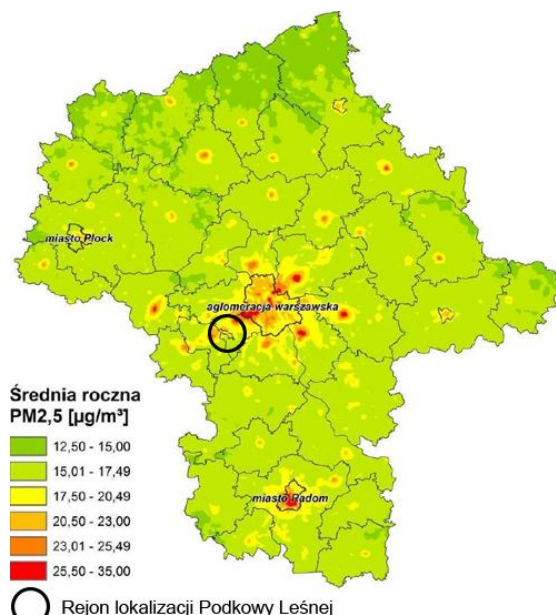 miasto Płock
aglomeracja warszawska
Średnia roczna
PM2,5 [µg/m³]
12,50 - 15,00
15,01 - 17,49
17,50 - 20,49
20,50 - 23,00
23,01 - 25,49
25,50 - 35,00
miasto Radom
Rejon lokalizacji Podkowy Leśnej